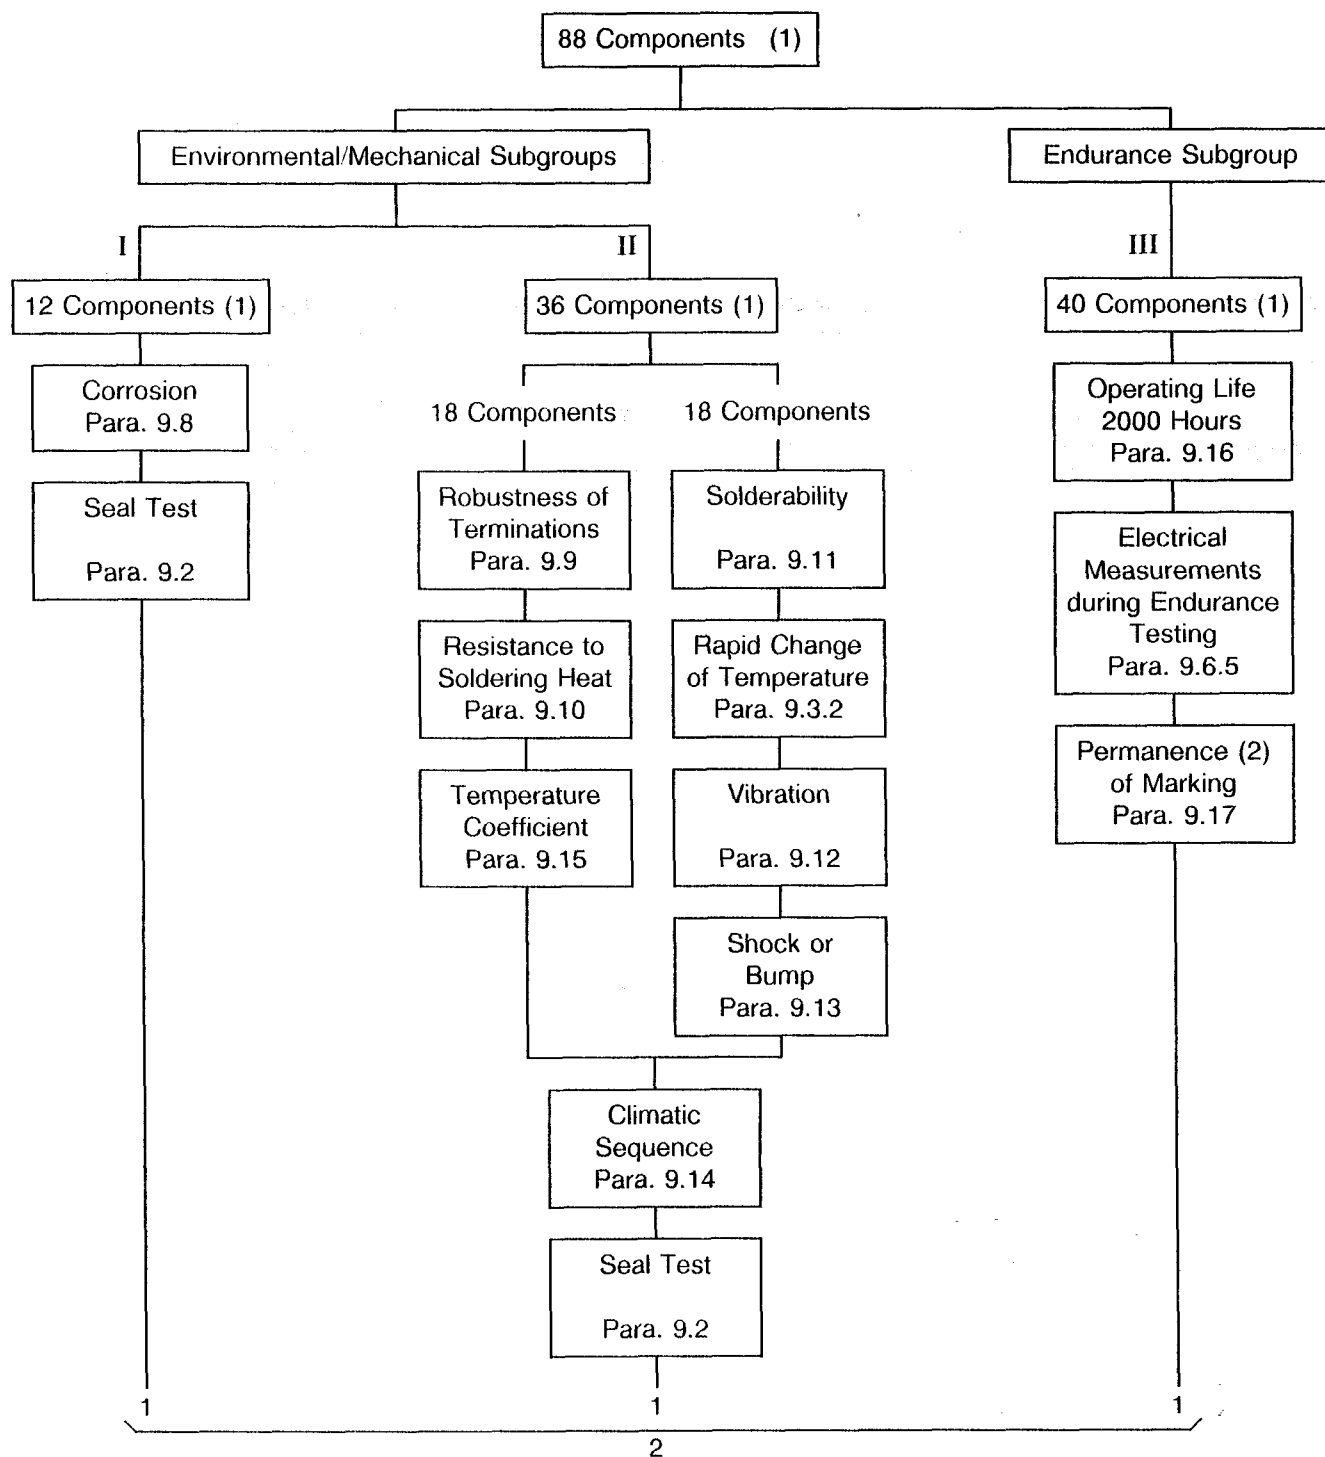 88 Components (1)
Environmental/Mechanical Subgroups
Endurance Subgroup
I
II
III
12 Components (1)
36 Components (1)
40 Components (1)
Corrosion
Para. 9.8
Seal Test
Para. 9.2
18 Components
18 Components
Robustness of
Terminations
Para. 9.9
Resistance to
Soldering Heat
Para. 9.10
Temperature
Coefficient
Para. 9.15
Solderability
Para. 9.11
Rapid Change
of Temperature
Para. 9.3.2
Vibration
Para. 9.12
Shock or
Bump
Para. 9.13
Climatic
Sequence
Para. 9.14
Seal Test
Para. 9.2
Operating Life
2000 Hours
Para. 9.16
Electrical
Measurements
during Endurance
Testing
Para. 9.6.5
Permanence (2)
of Marking
Para. 9.17
1
1
1
2